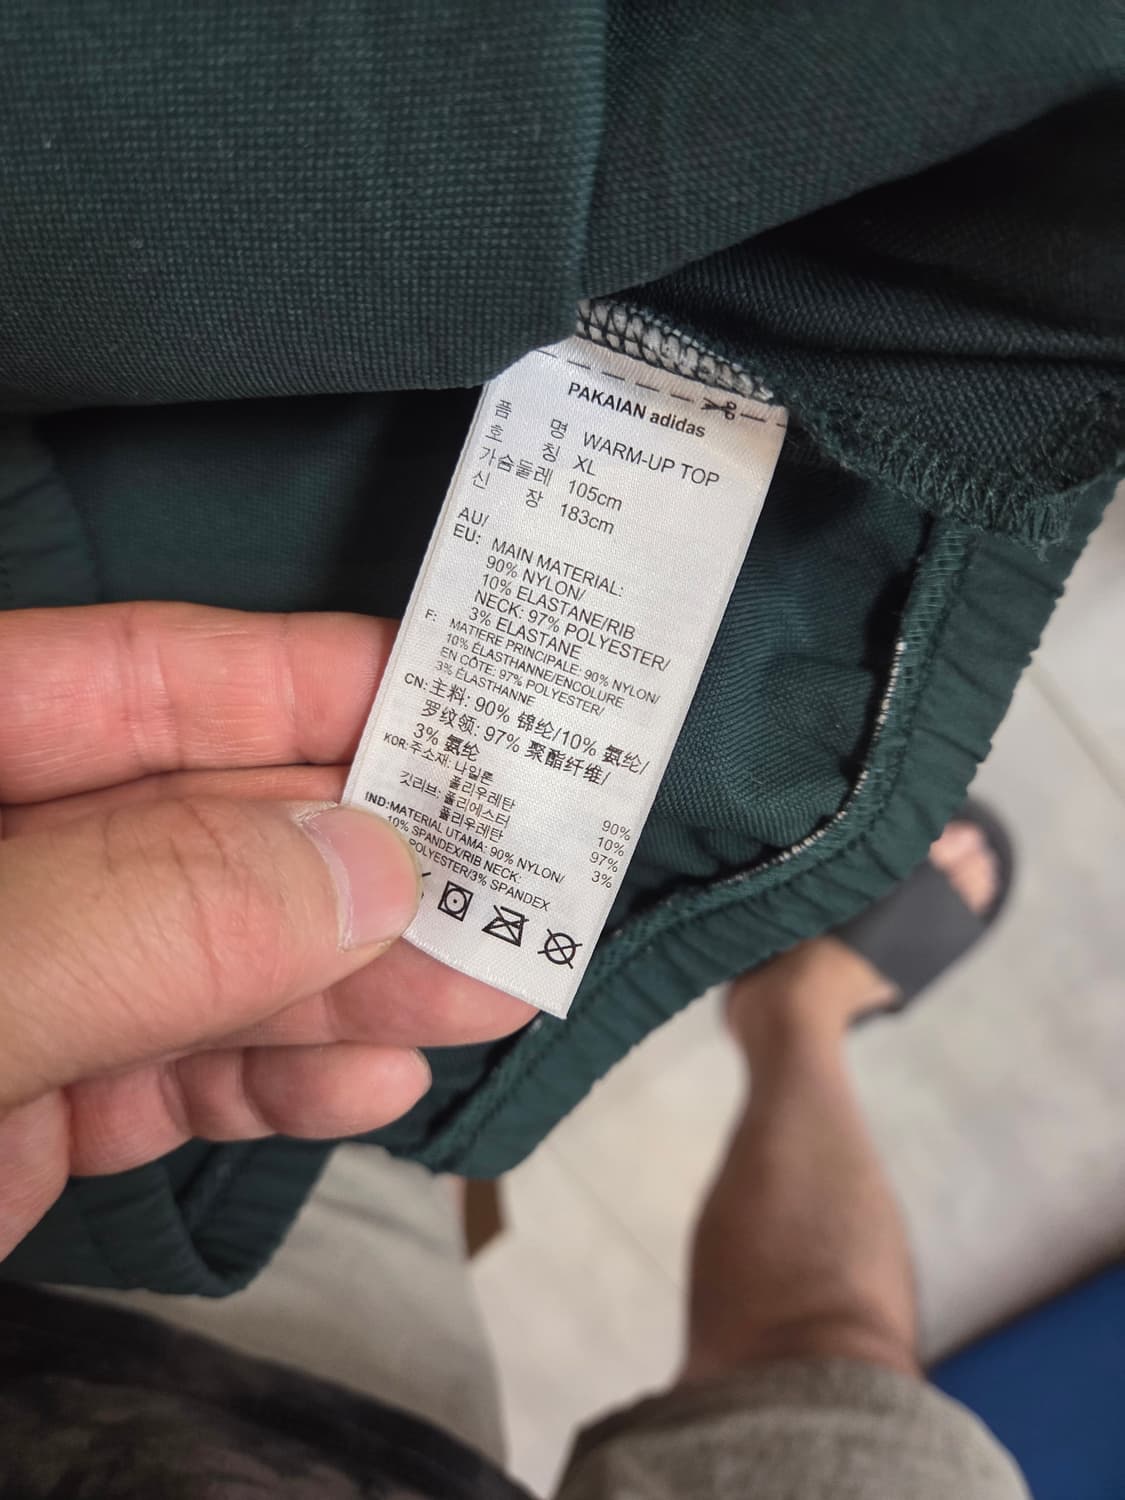 PAKAIAN adidas
품 명 WARM-UP TOP
호 칭 XL
가슴둘레 105cm
신 장 183cm
AU/
EU: MAIN MATERIAL:
90% NYLON/
10% ELASTANE/RIB
NECK: 97% POLYESTER/
3% ELASTANE
F: MATIERE PRINCIPALE: 90% NYLON/
10% ÉLASTHANNE/ENCOLURE
EN CÔTE: 97% POLYESTER/
3% ÉLASTHANNE
CN: 主料: 90% 锦纶/10% 氨纶/
罗纹领: 97% 聚酯纤维/
3% 氨纶
KOR: 주소재: 나일론 90%
폴리우레탄 10%
깃리브: 폴리에스터 97%
폴리우레탄 3%
IND: MATERIAL UTAMA: 90% NYLON/
10% SPANDEX/RIB NECK:
POLYESTER/3% SPANDEX